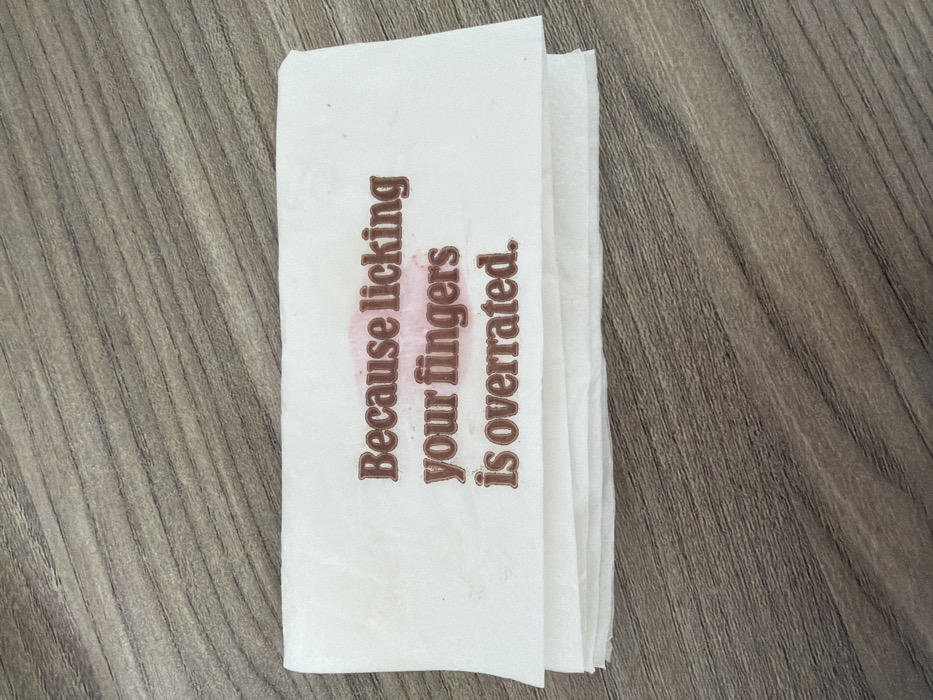 Because licking
your fingers
is overrated.